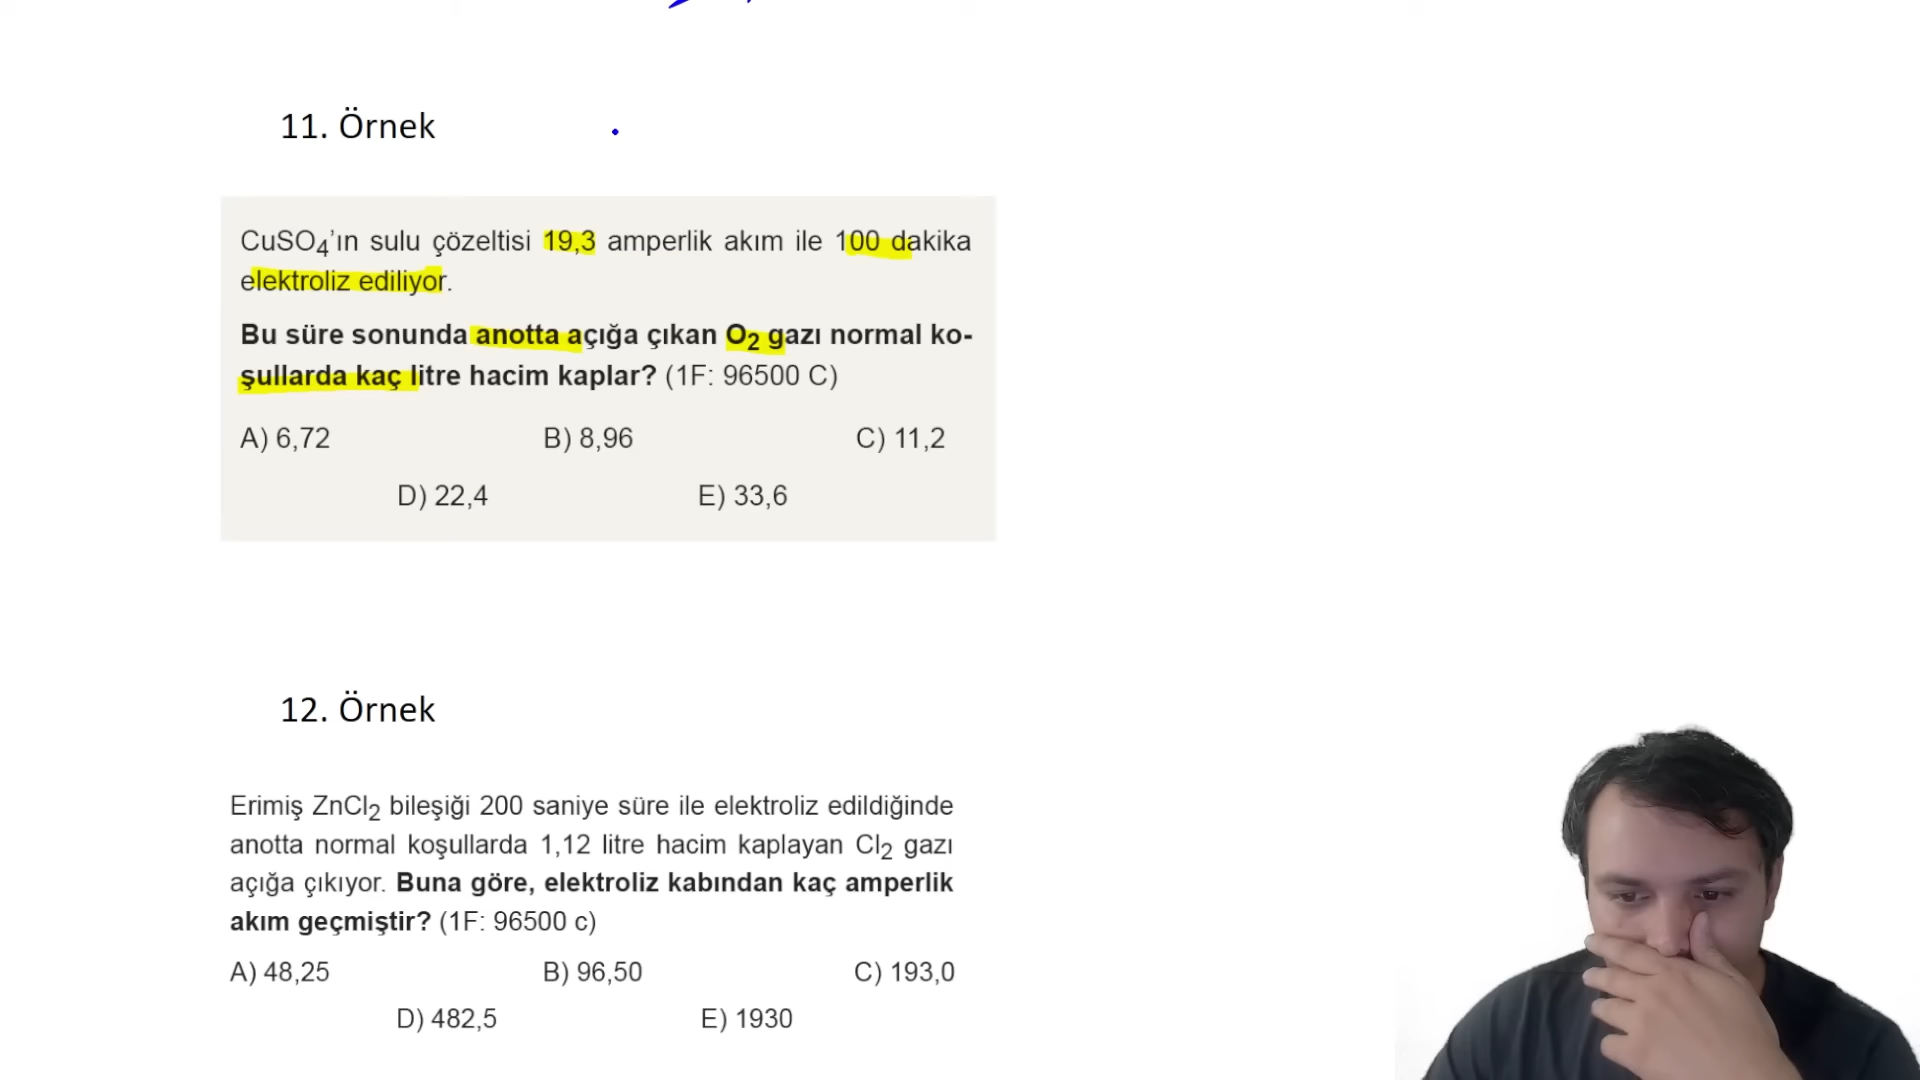 11. Örnek
CuSO4'ın sulu çözeltisi 19,3 amperlik akım ile 100 dakika
elektroliz ediliyor.
Bu süre sonunda anotta açığa çıkan O2 gazı normal ko-
şullarda kaç litre hacim kaplar? (1F: 96500 C)
A) 6,72 B) 8,96 C) 11,2
D) 22,4 E) 33,6
12. Örnek
Erimiş ZnCl2 bileşiği 200 saniye süre ile elektroliz edildiğinde
anotta normal koşullarda 1,12 litre hacim kaplayan Cl2 gazı
açığa çıkıyor. Buna göre, elektroliz kabından kaç amperlik
akım geçmiştir? (1F: 96500 c)
A) 48,25 B) 96,50 C) 193,0
D) 482,5 E) 1930